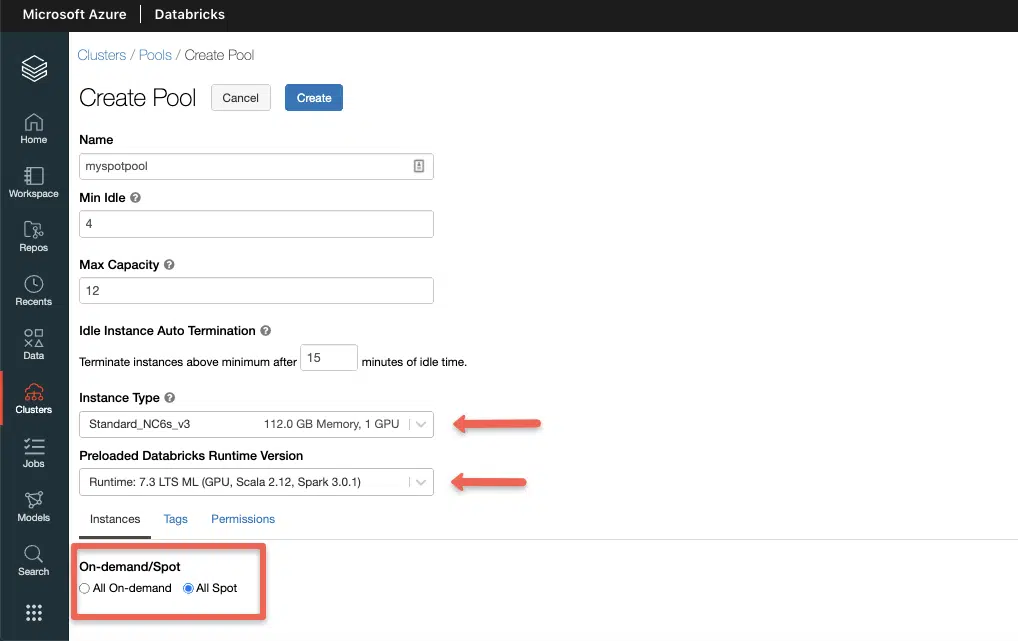 Microsoft Azure | Databricks
Clusters / Pools / Create Pool
Create Pool Cancel Create
Home
Workspace
Repos
Recents
Data
Clusters
Jobs
Models
Search
Name
myspotpool
Min Idle ?
4
Max Capacity ?
12
Idle Instance Auto Termination ?
Terminate instances above minimum after 15 minutes of idle time.
Instance Type ?
Standard_NC6s_v3 112.0 GB Memory, 1 GPU
Preloaded Databricks Runtime Version
Runtime: 7.3 LTS ML (GPU, Scala 2.12, Spark 3.0.1)
Instances Tags Permissions
On-demand/Spot
All On-demand All Spot